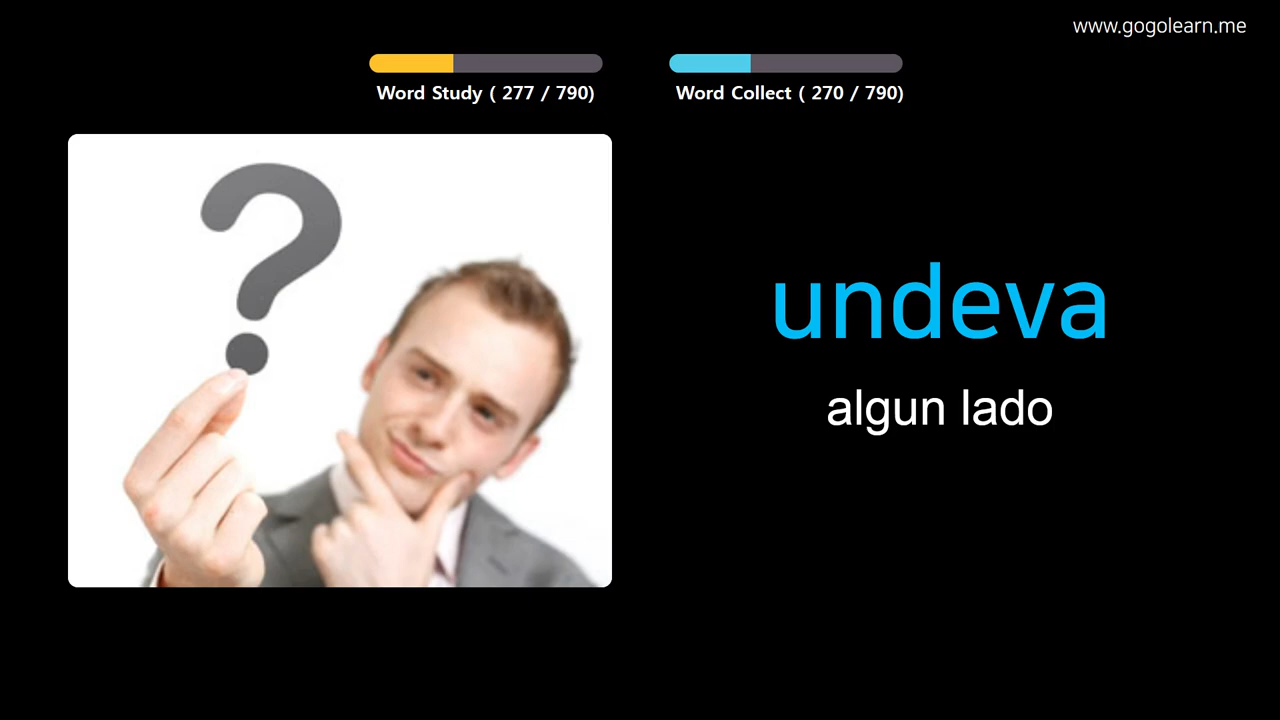 www.gogolearn.me
Word Study ( 277 / 790)
Word Collect ( 270 / 790)
?
undeva
algun lado